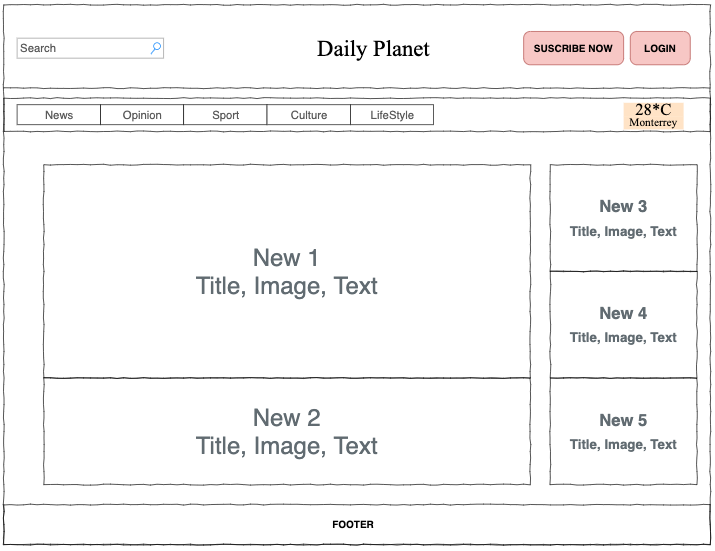 Search
Daily Planet
SUSCRIBE NOW
LOGIN
News
Opinion
Sport
Culture
LifeStyle
28*C
Monterrey
New 1
Title, Image, Text
New 2
Title, Image, Text
New 3
Title, Image, Text
New 4
Title, Image, Text
New 5
Title, Image, Text
FOOTER